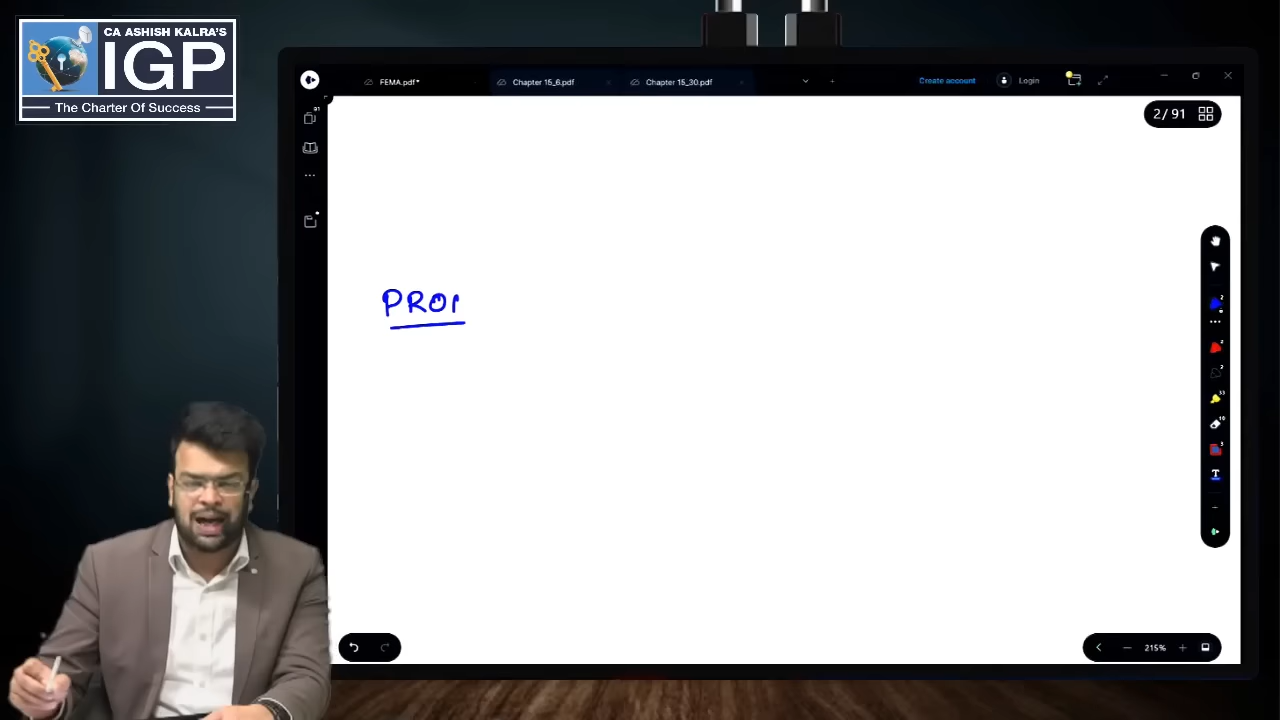 CA ASHISH KALRA'S
IGP
The Charter Of Success
FEMA.pdf*
Chapter 15_6.pdf
Chapter 15_30.pdf
Create account
Login
91
2/ 91
PROI
215%